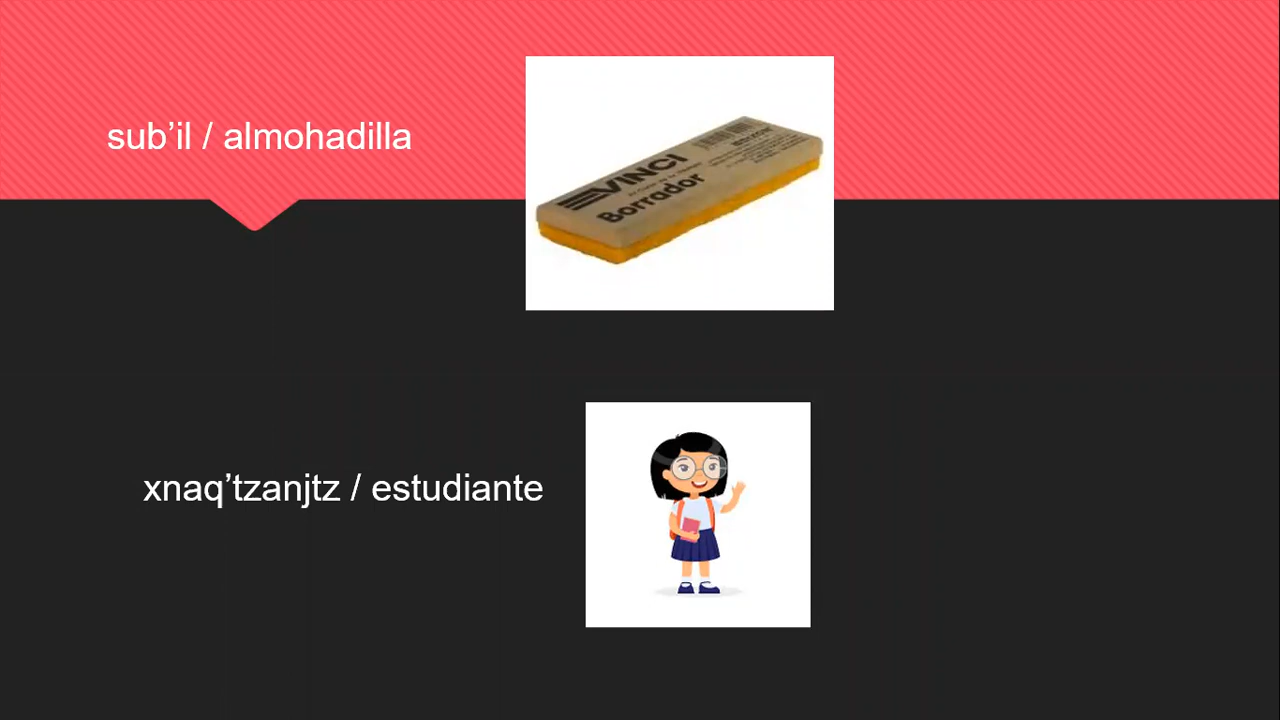 sub’il / almohadilla
VINCI
Borrador
xnaq’tzanjtz / estudiante